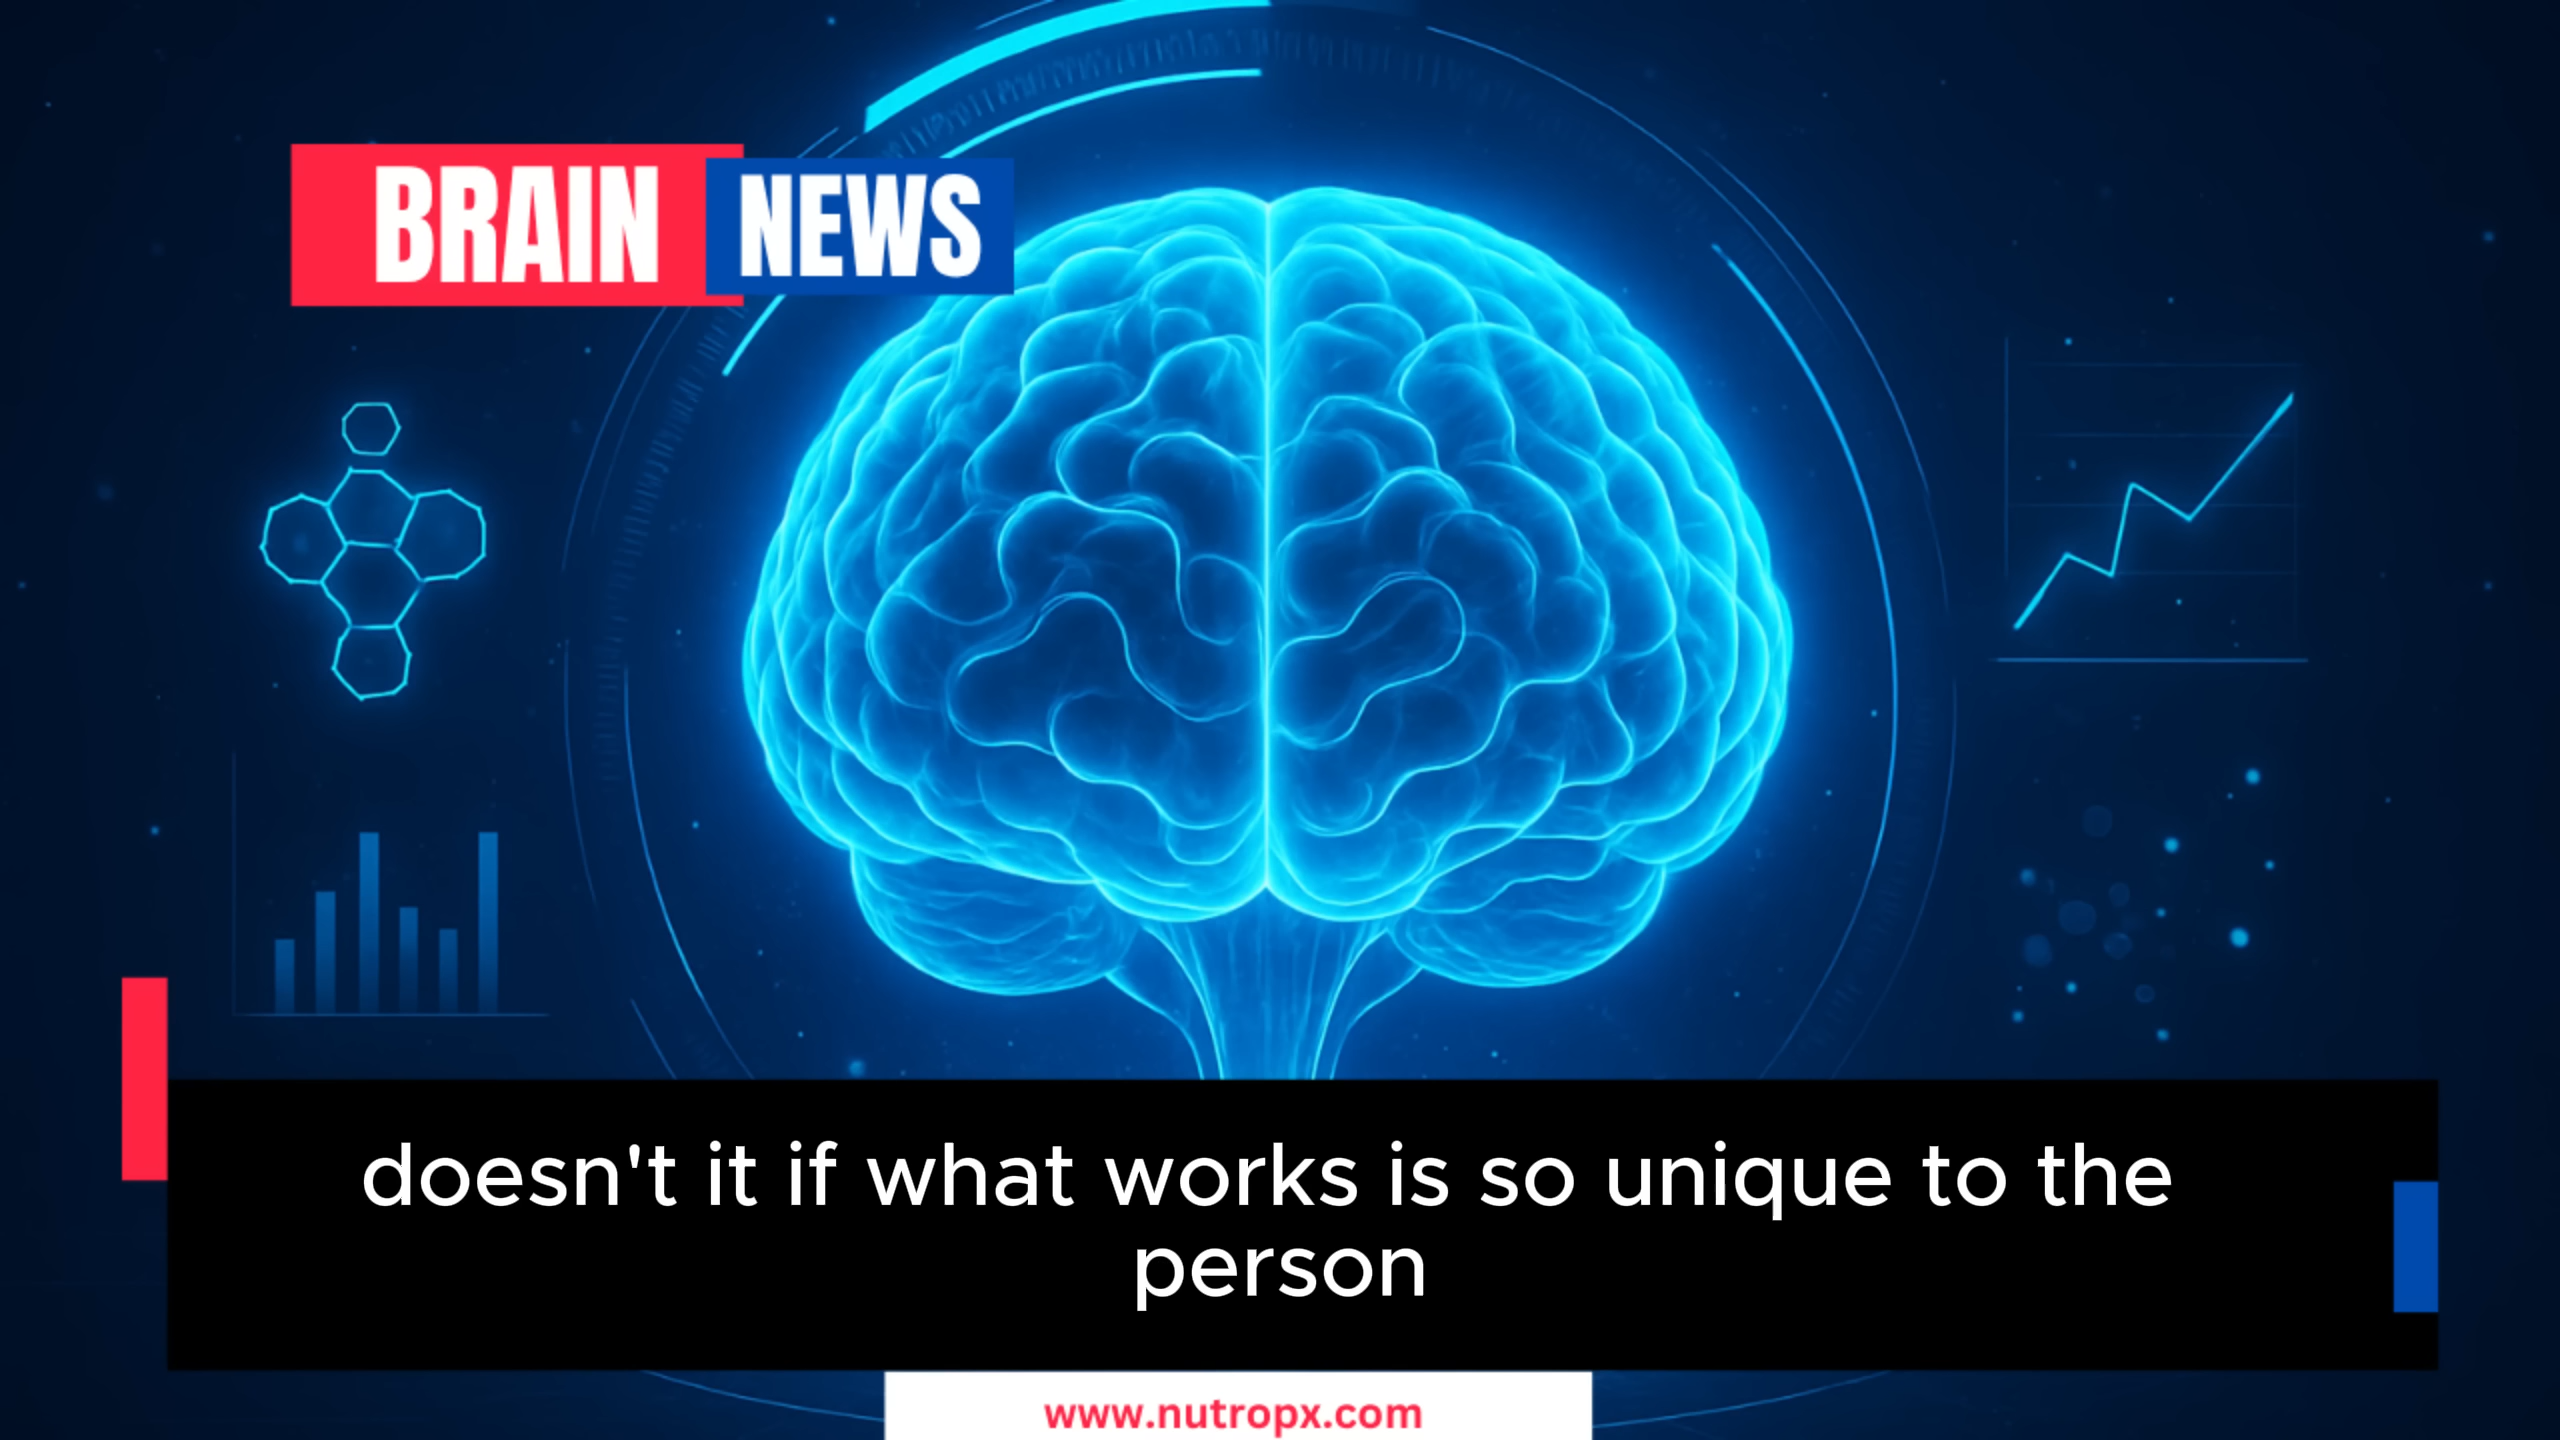 BRAIN NEWS
doesn't it if what works is so unique to the
person
www.nutropx.com